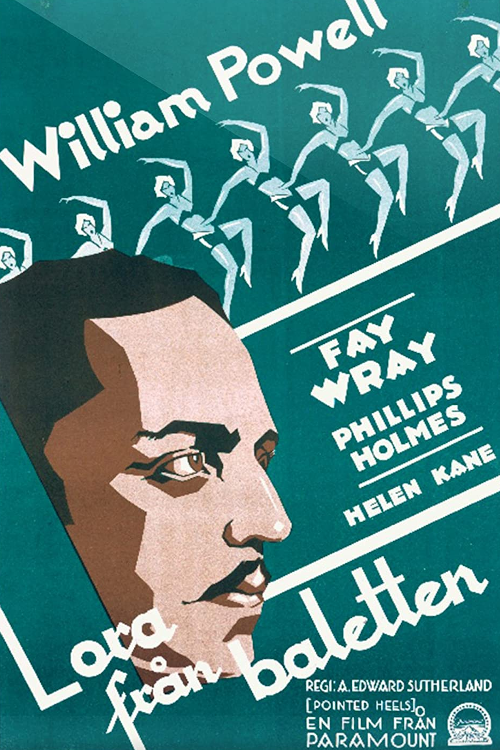 William Powell
FAY
WRAY
PHILLIPS
HOLMES
HELEN KANE
Lora
från baletten
REGI: A. EDWARD SUTHERLAND
[POINTED HEELS]
EN FILM FRÅN
PARAMOUNT